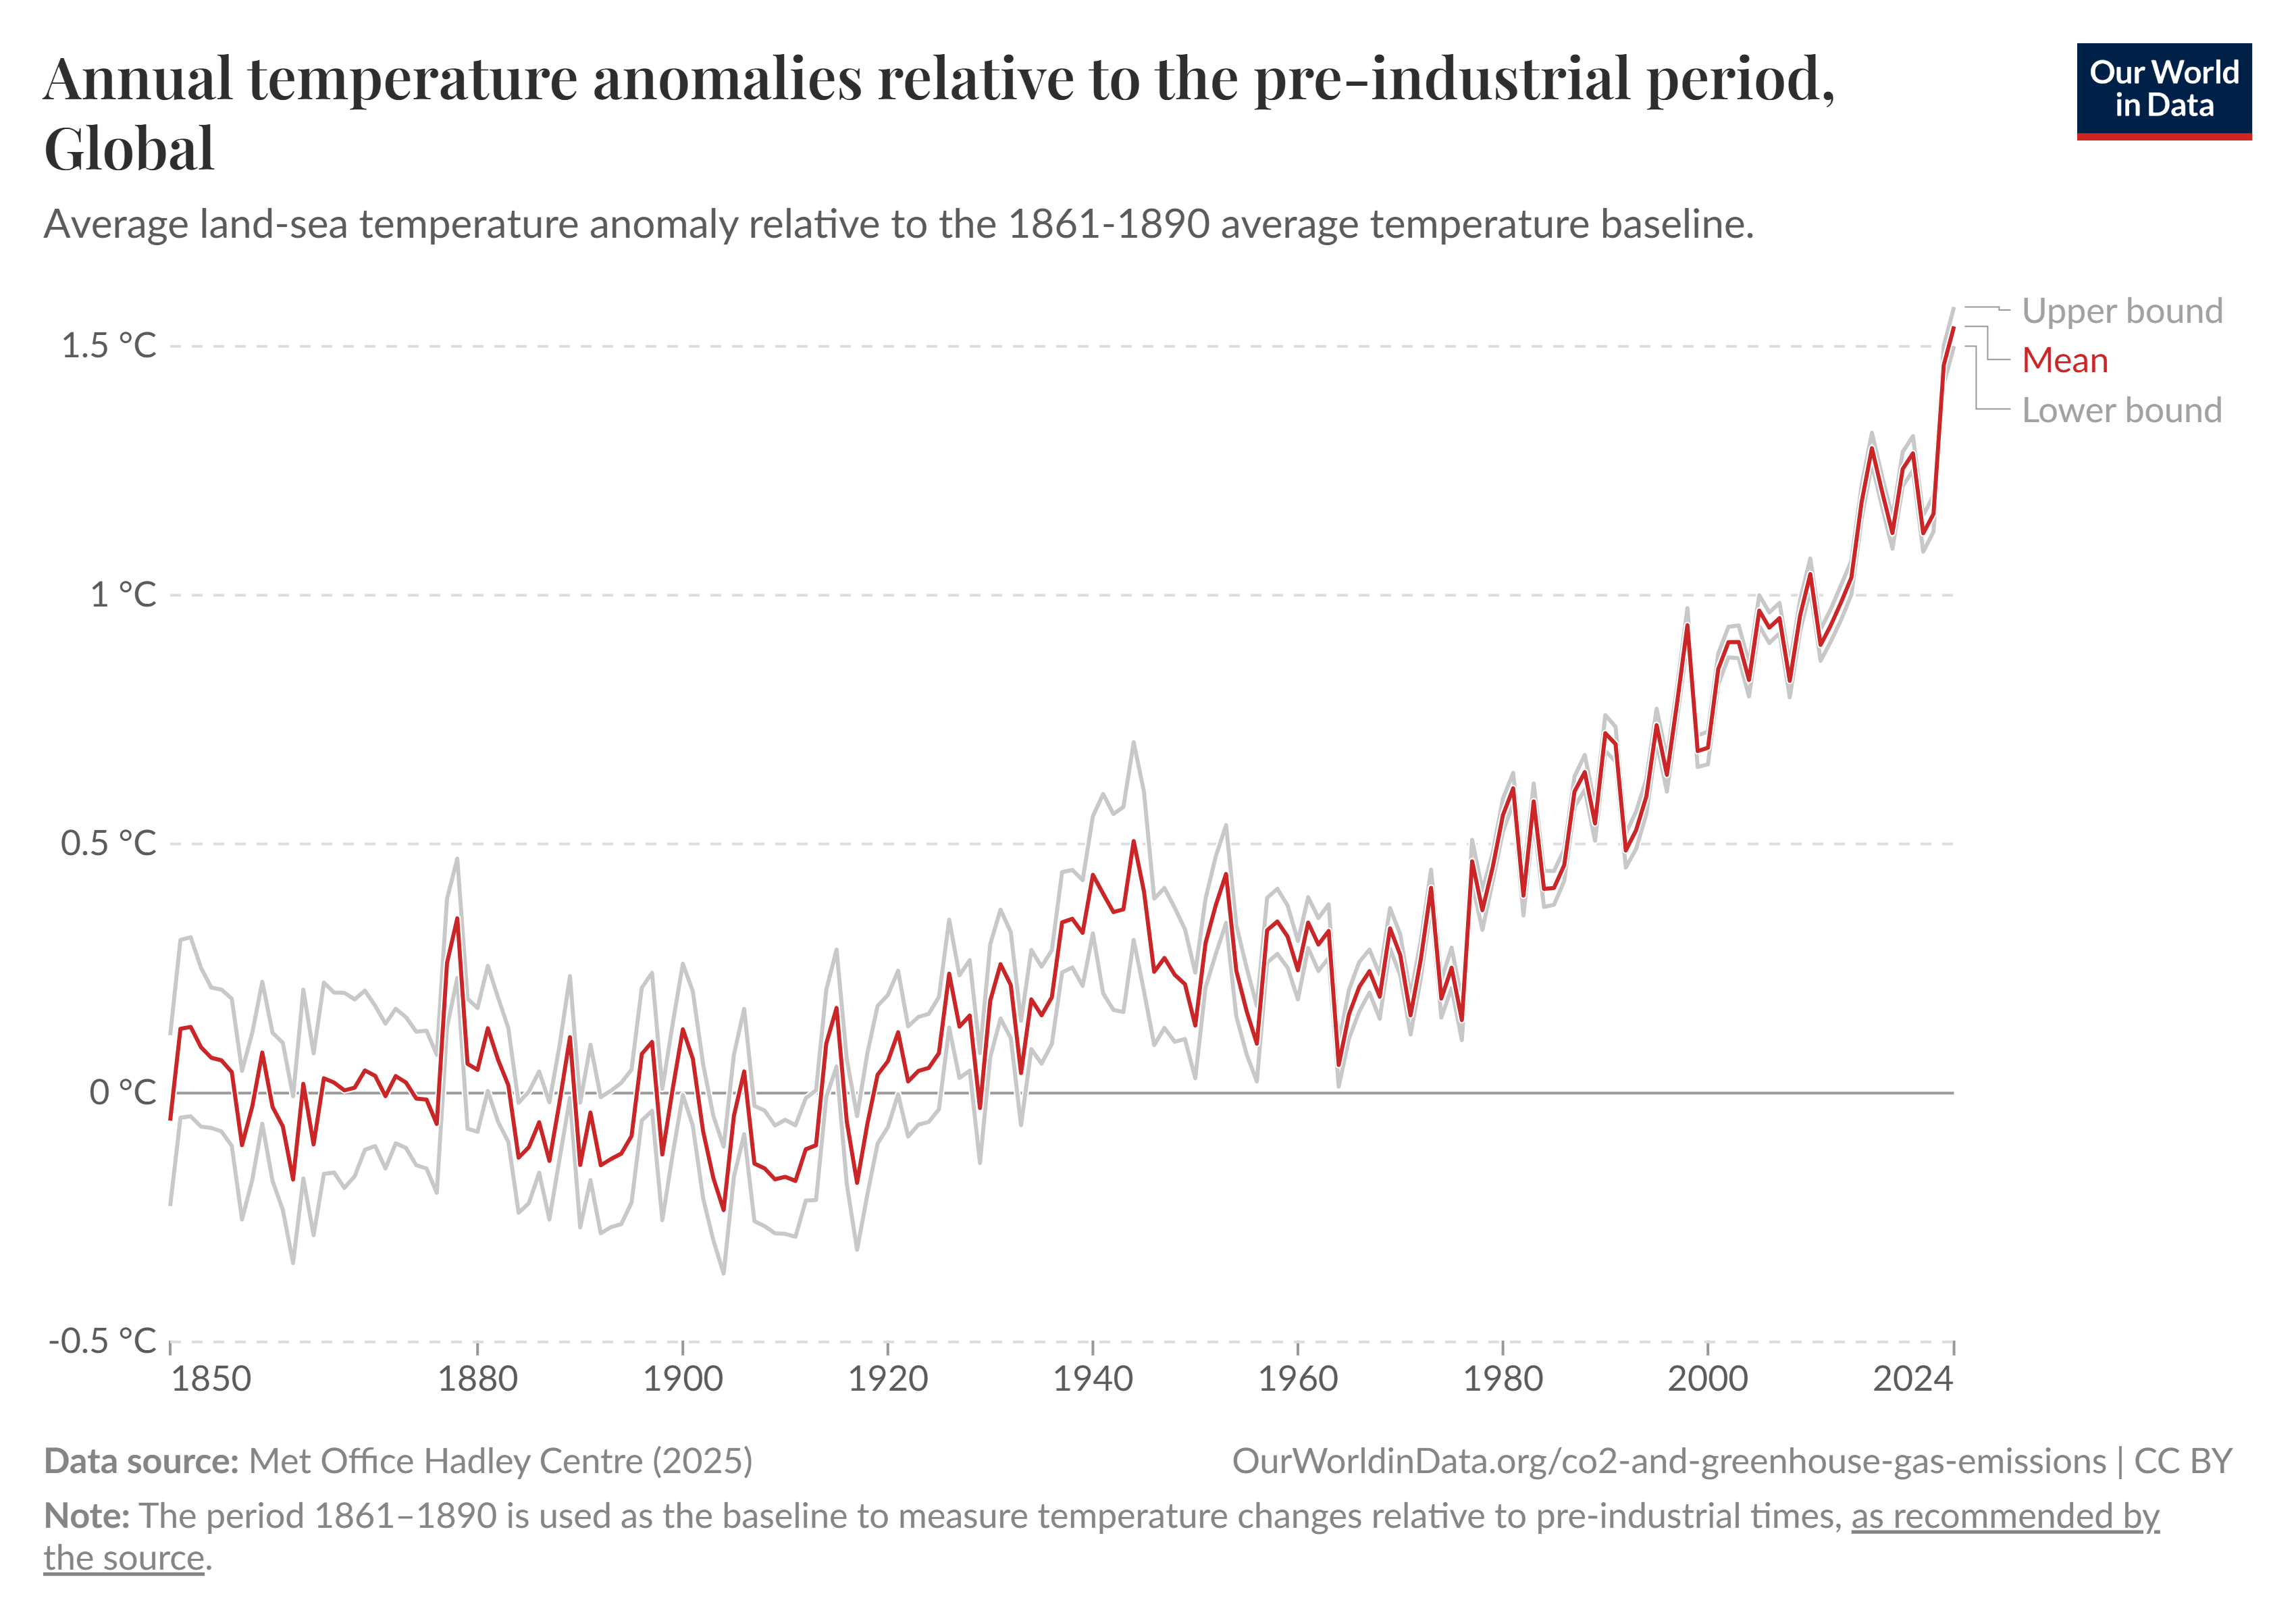 Annual temperature anomalies relative to the pre-industrial period,
Global
Our World
in Data
Average land-sea temperature anomaly relative to the 1861-1890 average temperature baseline.
Upper bound
1.5 °C
Mean
Lower bound
1 °C
0.5 °C
0 °C
-0.5 °C
1850 1880 1900 1920 1940 1960 1980 2000 2024
Data source: Met Office Hadley Centre (2025)
OurWorldinData.org/co2-and-greenhouse-gas-emissions | CC BY
Note: The period 1861–1890 is used as the baseline to measure temperature changes relative to pre-industrial times, as recommended by
the source.